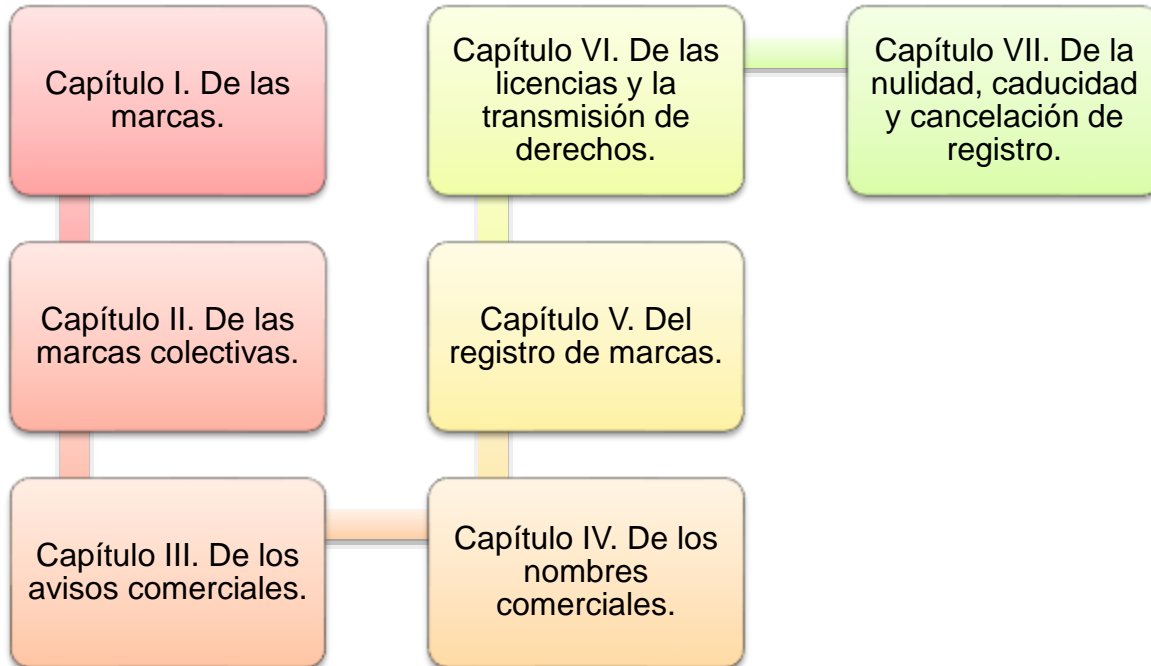 Capítulo I. De las
marcas.
Capítulo II. De las
marcas colectivas.
Capítulo III. De los
avisos comerciales.
Capítulo IV. De los
nombres
comerciales.
Capítulo V. Del
registro de marcas.
Capítulo VI. De las
licencias y la
transmisión de
derechos.
Capítulo VII. De la
nulidad, caducidad
y cancelación de
registro.